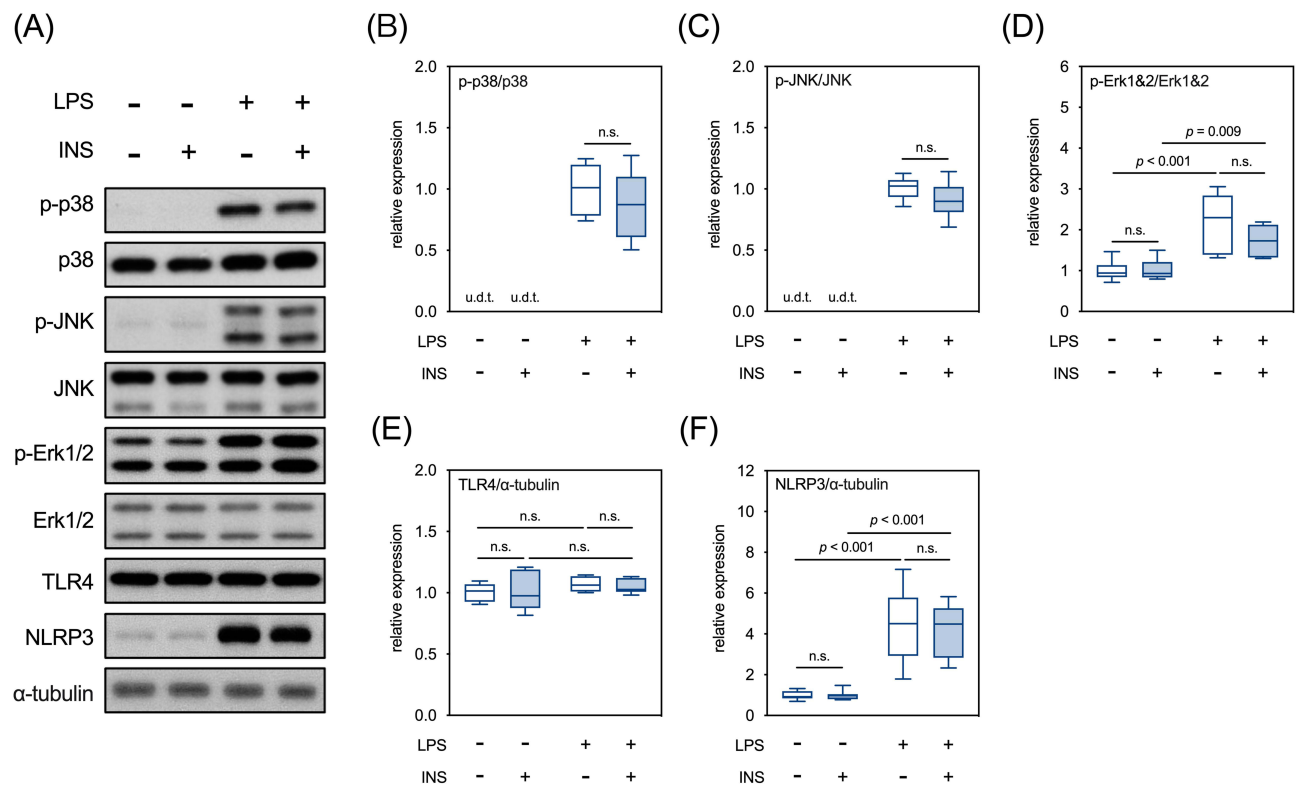 (A)
LPS - - + +
INS - + - +
p-p38
p38
p-JNK
JNK
p-Erk1/2
Erk1/2
TLR4
NLRP3
α-tubulin
(B)
p-p38/p38
relative expression
2.0
1.5
1.0
0.5
0.0
n.s.
u.d.t. u.d.t.
LPS - - + +
INS - + - +
(C)
p-JNK/JNK
relative expression
2.0
1.5
1.0
0.5
0.0
n.s.
u.d.t. u.d.t.
LPS - - + +
INS - + - +
(D)
p-Erk1&2/Erk1&2
relative expression
6
5
4
3
2
1
0
p = 0.009
p < 0.001 n.s.
n.s.
LPS - - + +
INS - + - +
(E)
TLR4/α-tubulin
relative expression
2.0
1.5
1.0
0.5
0.0
n.s. n.s.
n.s. n.s.
LPS - - + +
INS - + - +
(F)
NLRP3/α-tubulin
relative expression
12
10
8
6
4
2
0
p < 0.001
p < 0.001 n.s.
n.s.
LPS - - + +
INS - + - +